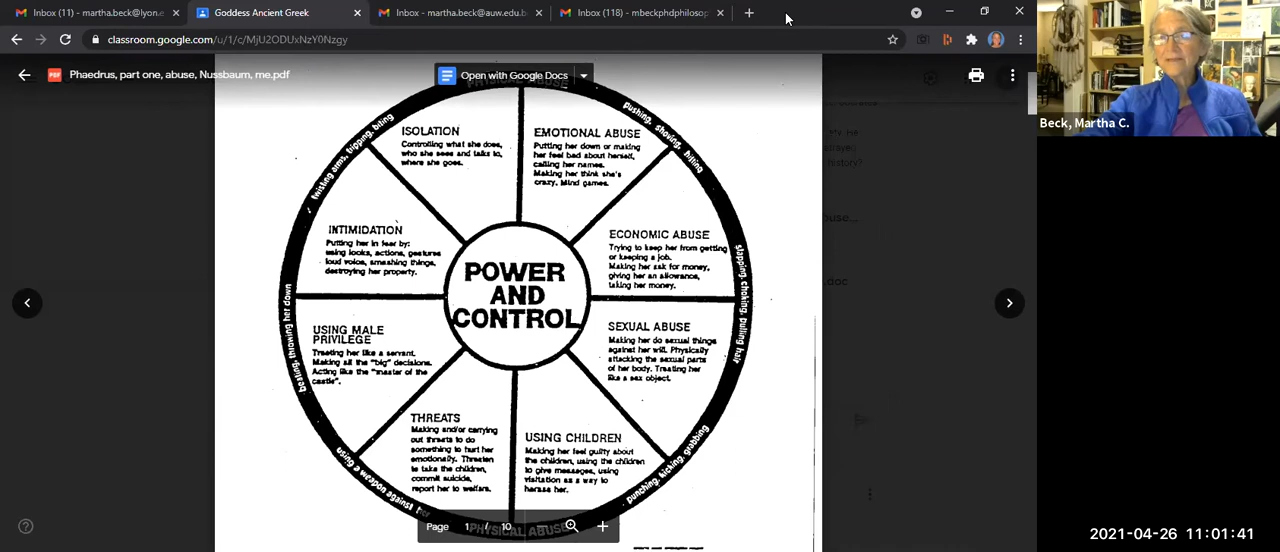 Inbox (11) - martha.beck@lyon.e
Goddess Ancient Greek
Inbox - martha.beck@auw.edu.b
Inbox (118) - mbeckphdphilosop
classroom.google.com/u/1/c/MjU2ODUxNzY0Nzgy
PDF
Phaedrus, part one, abuse, Nussbaum, me.pdf
Open with Google Docs
Beck, Martha C.
PHYSICAL ABUSE
pushing, shoving, hitting
slapping, choking, pulling hair
punching, kicking, grabbing
PHYSICAL ABUSE
using a weapon against her
beating, throwing her down
twisting arms, tripping, biting
ISOLATION
Controlling what she does,
who she sees and talks to,
where she goes.
EMOTIONAL ABUSE
Putting her down or making
her feel bad about herself,
calling her names.
Making her think she's
crazy. Mind games.
INTIMIDATION
Putting her in fear by:
using looks, actions, gestures
loud voice, smashing things,
destroying her property.
ECONOMIC ABUSE
Trying to keep her from getting
or keeping a job.
Making her ask for money,
giving her an allowance,
taking her money.
POWER
AND
CONTROL
USING MALE
PRIVILEGE
Treating her like a servant.
Making all the "big" decisions.
Acting like the "master of the
castle".
SEXUAL ABUSE
Making her do sexual things
against her will. Physically
attacking the sexual parts
of her body. Treating her
like a sex object.
THREATS
Making and/or carrying
out threats to do
something to hurt her
emotionally. Threaten
to take the children,
commit suicide,
report her to welfare.
USING CHILDREN
Making her feel guilty about
the children, using the children
to give messages, using
visitation as a way to
harass her.
history?
buse...
.doc
Page 1 / 10
2021-04-26 11:01:41